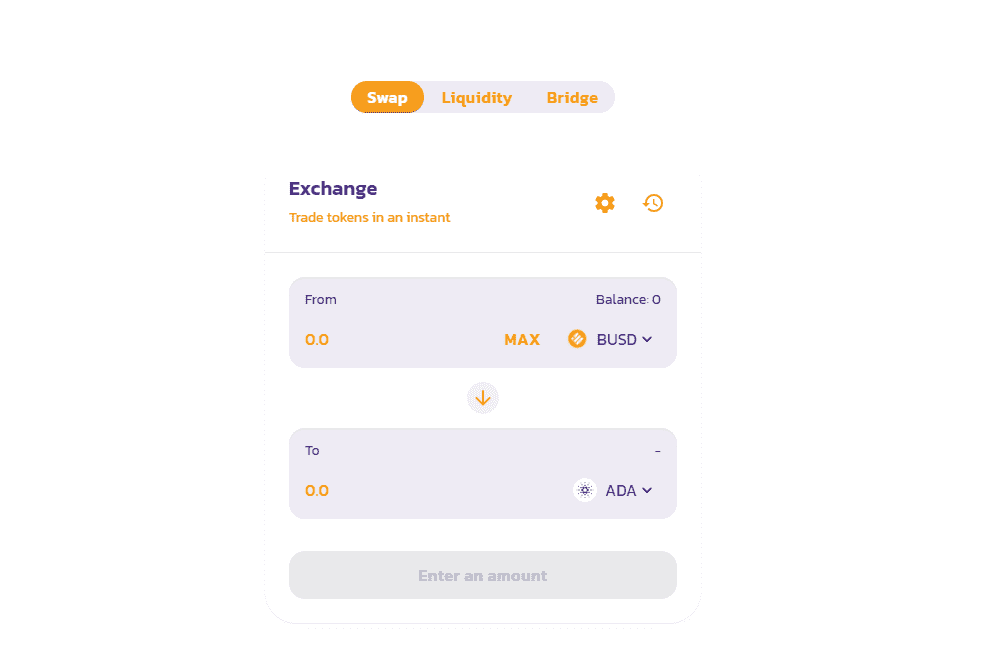 Swap Liquidity Bridge
Exchange
Trade tokens in an instant
From Balance: 0
0.0 MAX BUSD
To -
0.0 ADA
Enter an amount